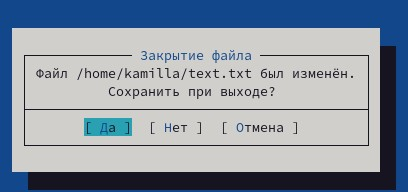 Закрытие файла
Файл /home/kamilla/text.txt был изменён.
Сохранить при выходе?
[ Да ] [ Нет ] [ Отмена ]